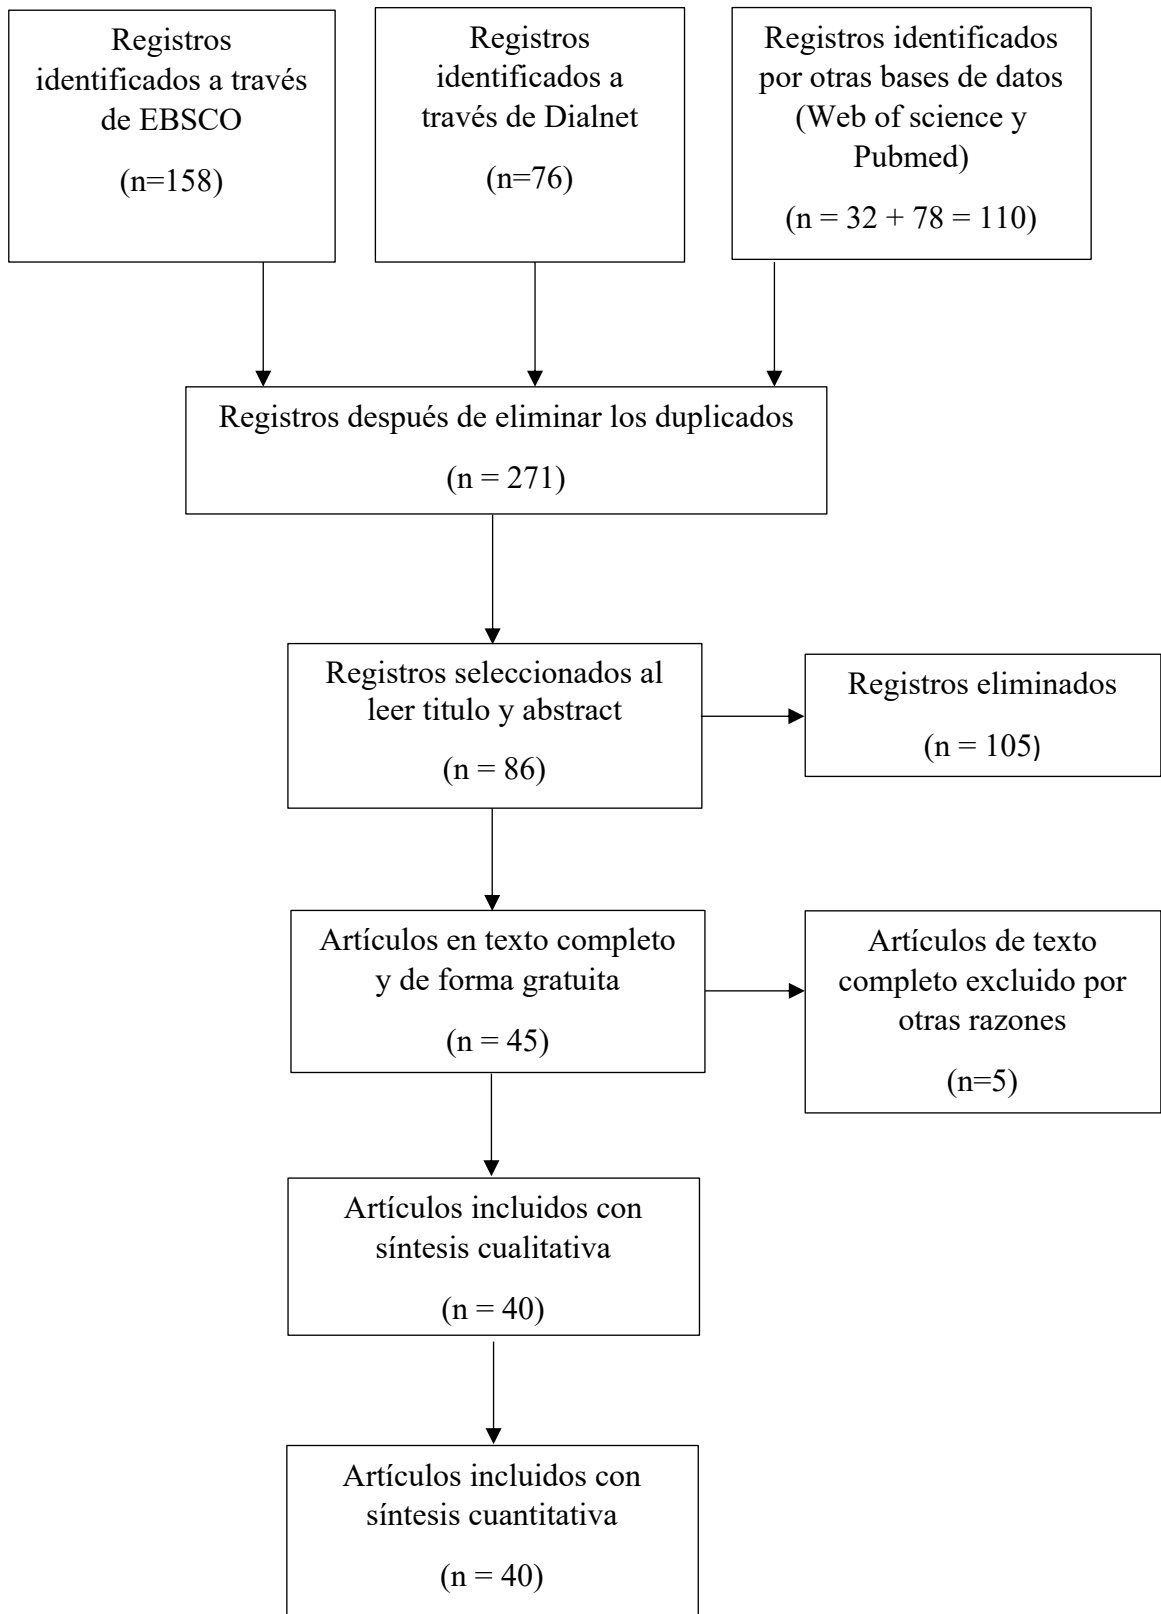 Registros
identificados a través
de EBSCO
(n=158)
Registros
identificados a
través de Dialnet
(n=76)
Registros identificados
por otras bases de datos
(Web of science y
Pubmed)
(n = 32 + 78 = 110)
Registros después de eliminar los duplicados
(n = 271)
Registros seleccionados al
leer titulo y abstract
(n = 86)
Registros eliminados
(n = 105)
Artículos en texto completo
y de forma gratuita
(n = 45)
Artículos de texto
completo excluido por
otras razones
(n=5)
Artículos incluidos con
síntesis cualitativa
(n = 40)
Artículos incluidos con
síntesis cuantitativa
(n = 40)